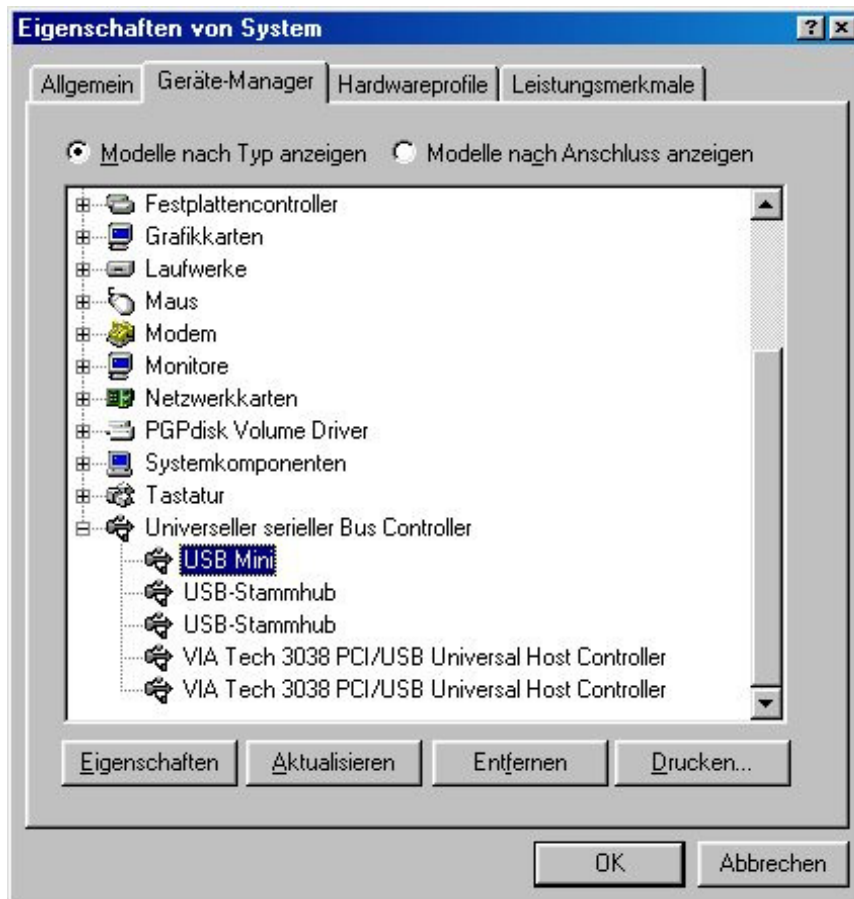 Eigenschaften von System
Allgemein Geräte-Manager Hardwareprofile Leistungsmerkmale
Modelle nach Typ anzeigen Modelle nach Anschluss anzeigen
Festplattencontroller
Grafikkarten
Laufwerke
Maus
Modem
Monitore
Netzwerkkarten
PGPdisk Volume Driver
Systemkomponenten
Tastatur
Universeller serieller Bus Controller
USB Mini
USB-Stammhub
USB-Stammhub
VIA Tech 3038 PCI/USB Universal Host Controller
VIA Tech 3038 PCI/USB Universal Host Controller
Eigenschaften Aktualisieren Entfernen Drucken...
OK Abbrechen